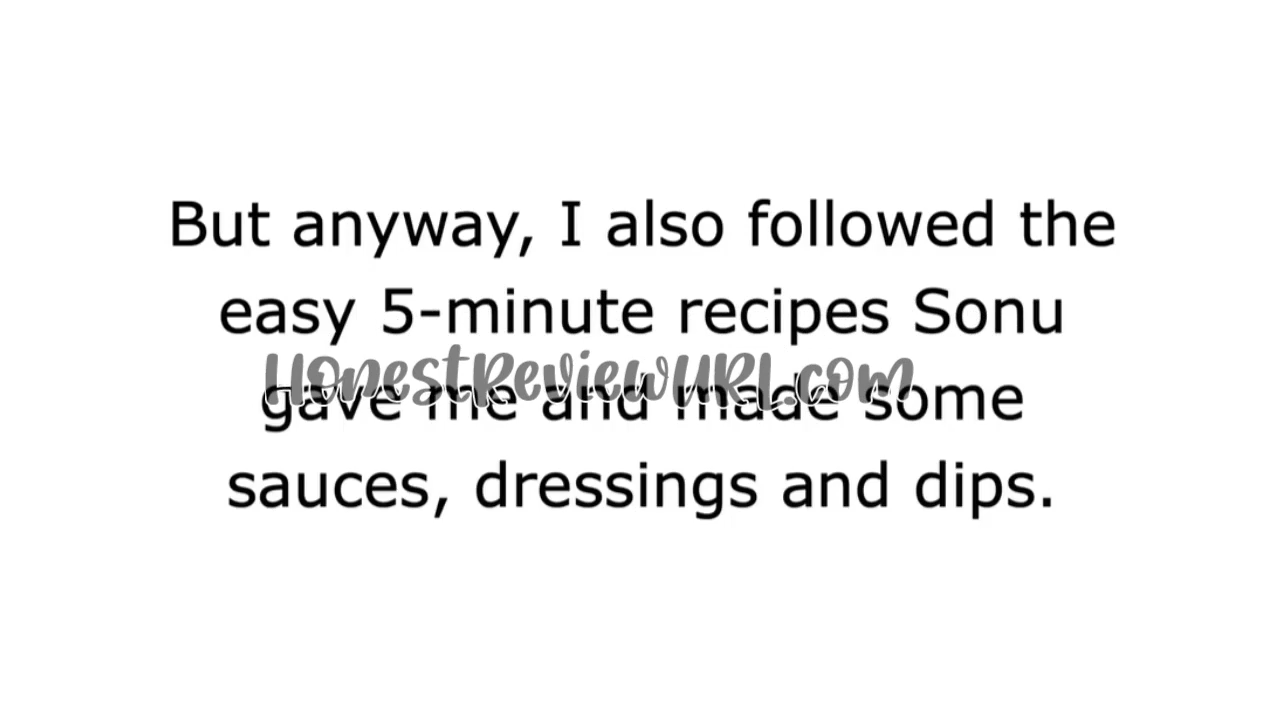 But anyway, I also followed the
easy 5-minute recipes Sonu
HonestReviewURL.com
gave me and made some
sauces, dressings and dips.